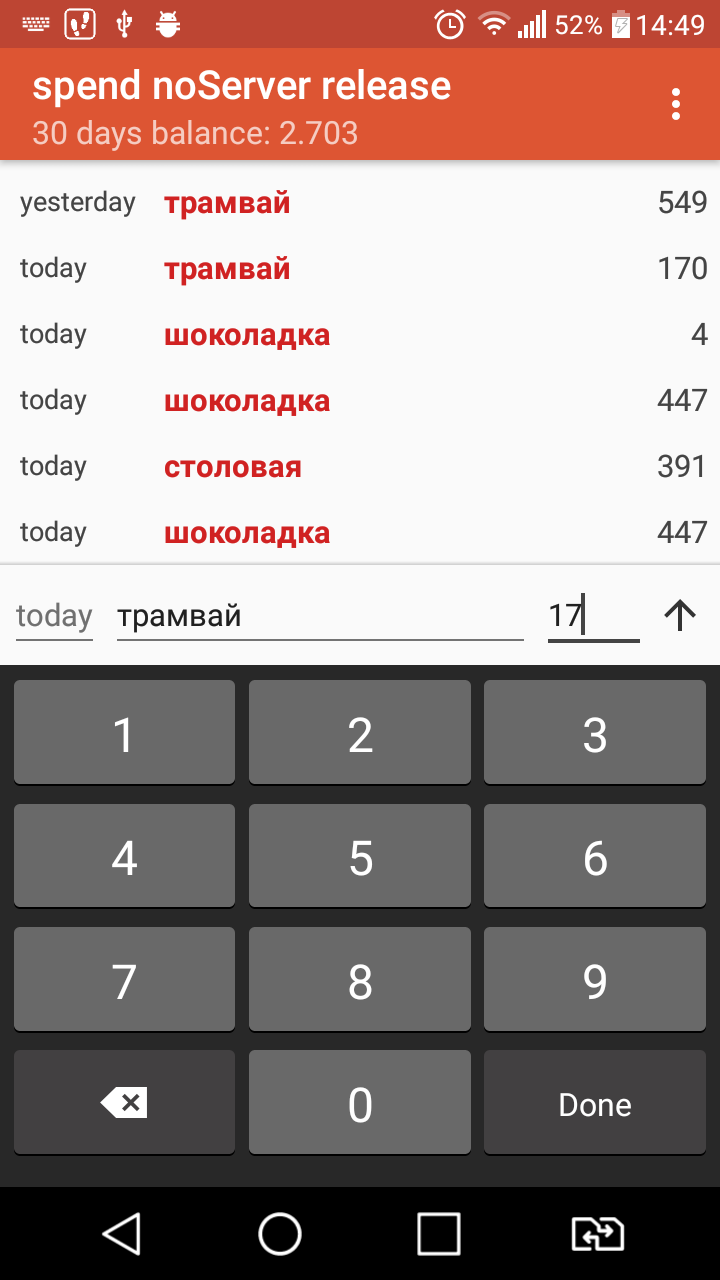 52% 14:49
spend noServer release
30 days balance: 2.703
yesterday трамвай 549
today трамвай 170
today шоколадка 4
today шоколадка 447
today столовая 391
today шоколадка 447
today трамвай 17
1 2 3
4 5 6
7 8 9
0 Done